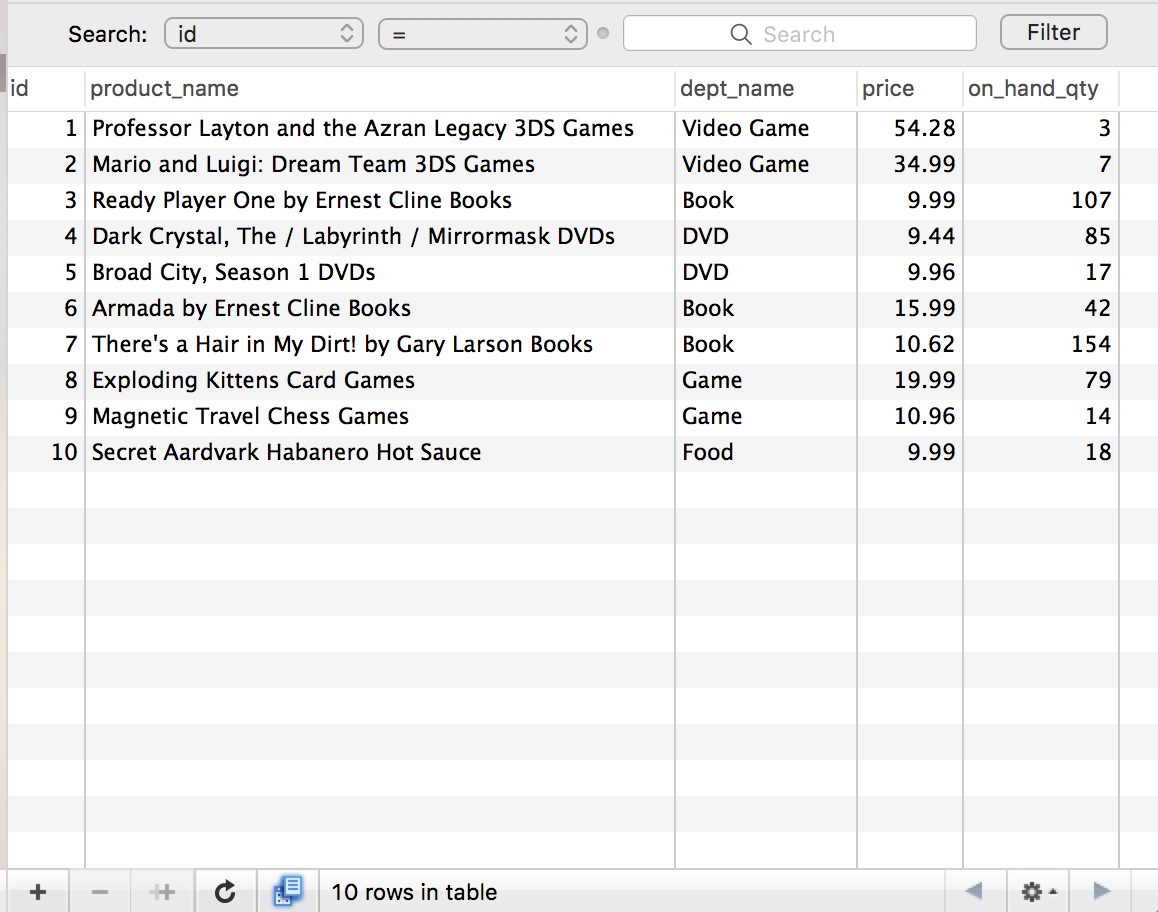 Search: id = Search Filter
id product_name dept_name price on_hand_qty
1 Professor Layton and the Azran Legacy 3DS Games Video Game 54.28 3
2 Mario and Luigi: Dream Team 3DS Games Video Game 34.99 7
3 Ready Player One by Ernest Cline Books Book 9.99 107
4 Dark Crystal, The / Labyrinth / Mirrormask DVDs DVD 9.44 85
5 Broad City, Season 1 DVDs DVD 9.96 17
6 Armada by Ernest Cline Books Book 15.99 42
7 There's a Hair in My Dirt! by Gary Larson Books Book 10.62 154
8 Exploding Kittens Card Games Game 19.99 79
9 Magnetic Travel Chess Games Game 10.96 14
10 Secret Aardvark Habanero Hot Sauce Food 9.99 18
10 rows in table